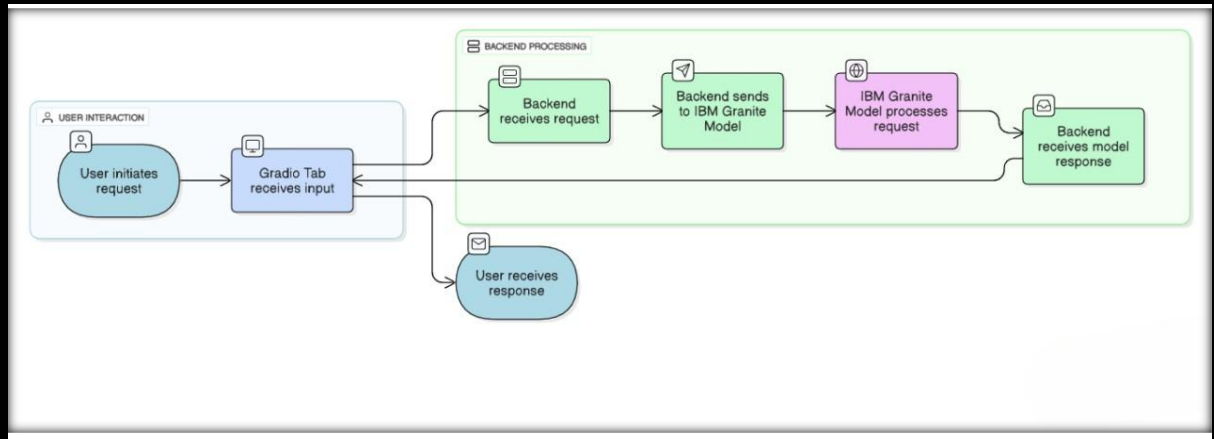 USER INTERACTION
User initiates
request
Gradio Tab
receives input
BACKEND PROCESSING
Backend
receives request
Backend sends
to IBM Granite
Model
IBM Granite
Model processes
request
Backend
receives model
response
User receives
response